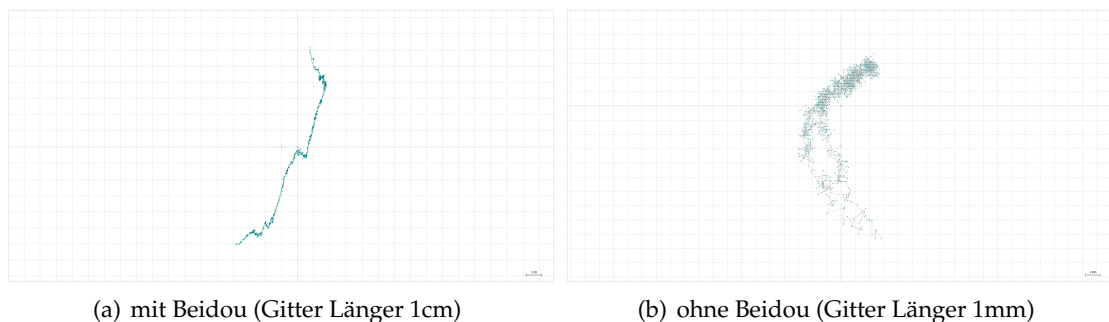 (a) mit Beidou (Gitter Länger 1cm)
(b) ohne Beidou (Gitter Länger 1mm)